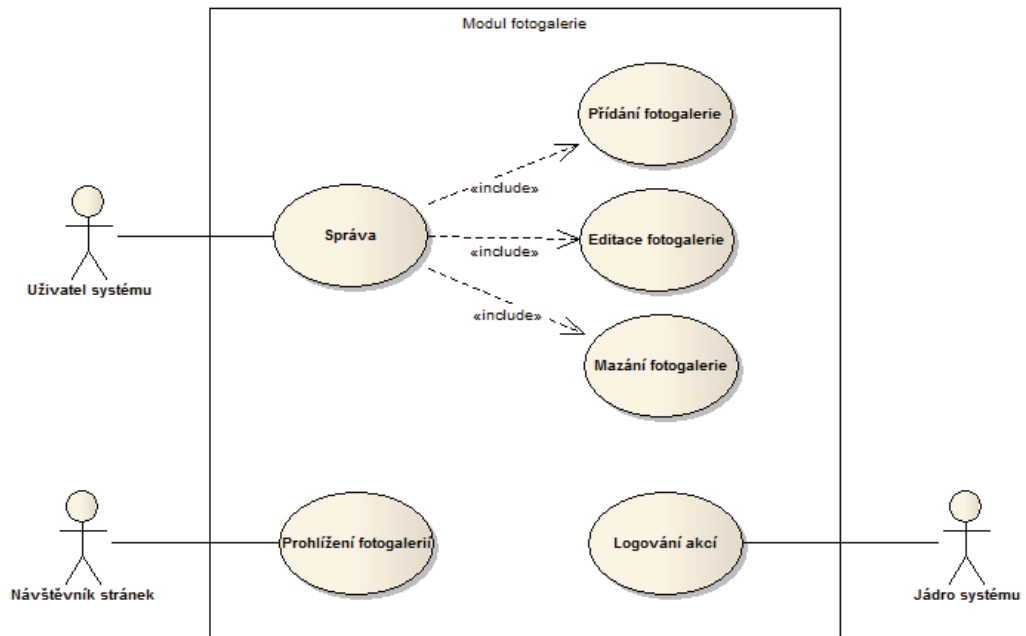 Modul fotogalerie
Přídání fotogalerie
«include»
Správa
Editace fotogalerie
«include»
Uživatel systému
«include»
Mazání fotogalerie
Prohlížení fotogalerií
Logování akcí
Návštěvník stránek
Jádro systému